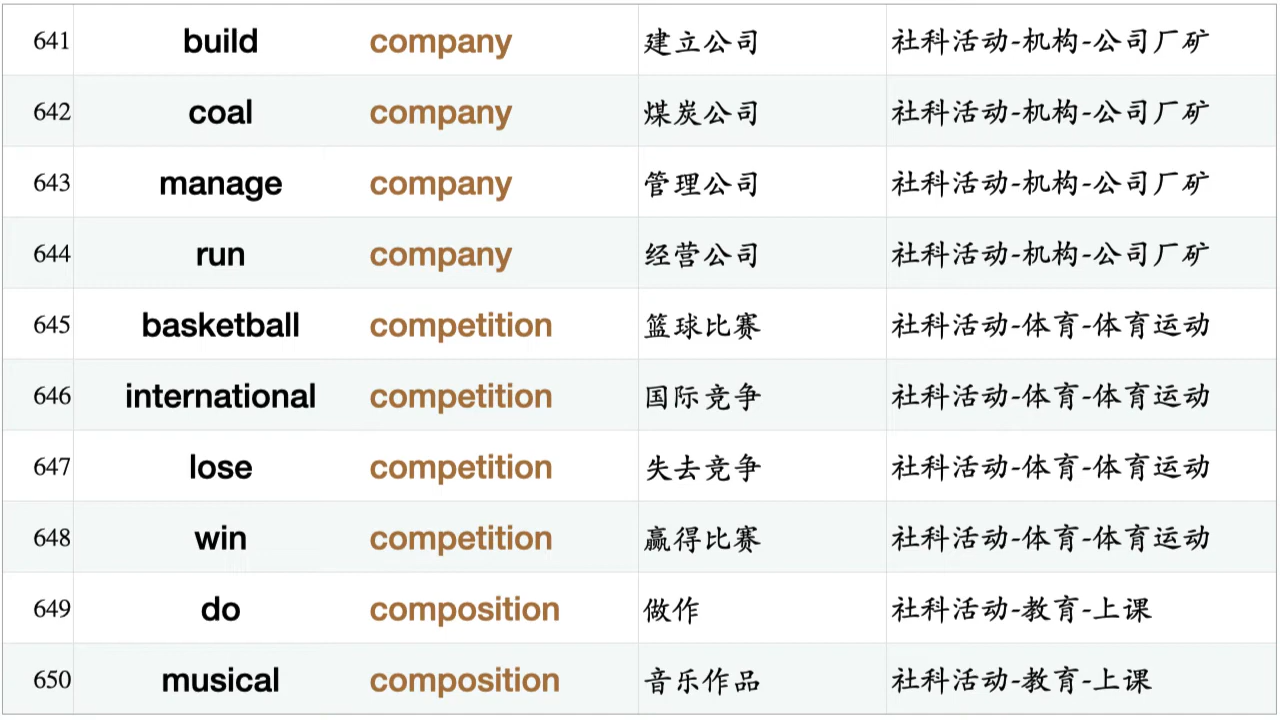 641 build company 建立公司 社科活动-机构-公司厂矿
642 coal company 煤炭公司 社科活动-机构-公司厂矿
643 manage company 管理公司 社科活动-机构-公司厂矿
644 run company 经营公司 社科活动-机构-公司厂矿
645 basketball competition 篮球比赛 社科活动-体育-体育运动
646 international competition 国际竞争 社科活动-体育-体育运动
647 lose competition 失去竞争 社科活动-体育-体育运动
648 win competition 赢得比赛 社科活动-体育-体育运动
649 do composition 做作 社科活动-教育-上课
650 musical composition 音乐作品 社科活动-教育-上课